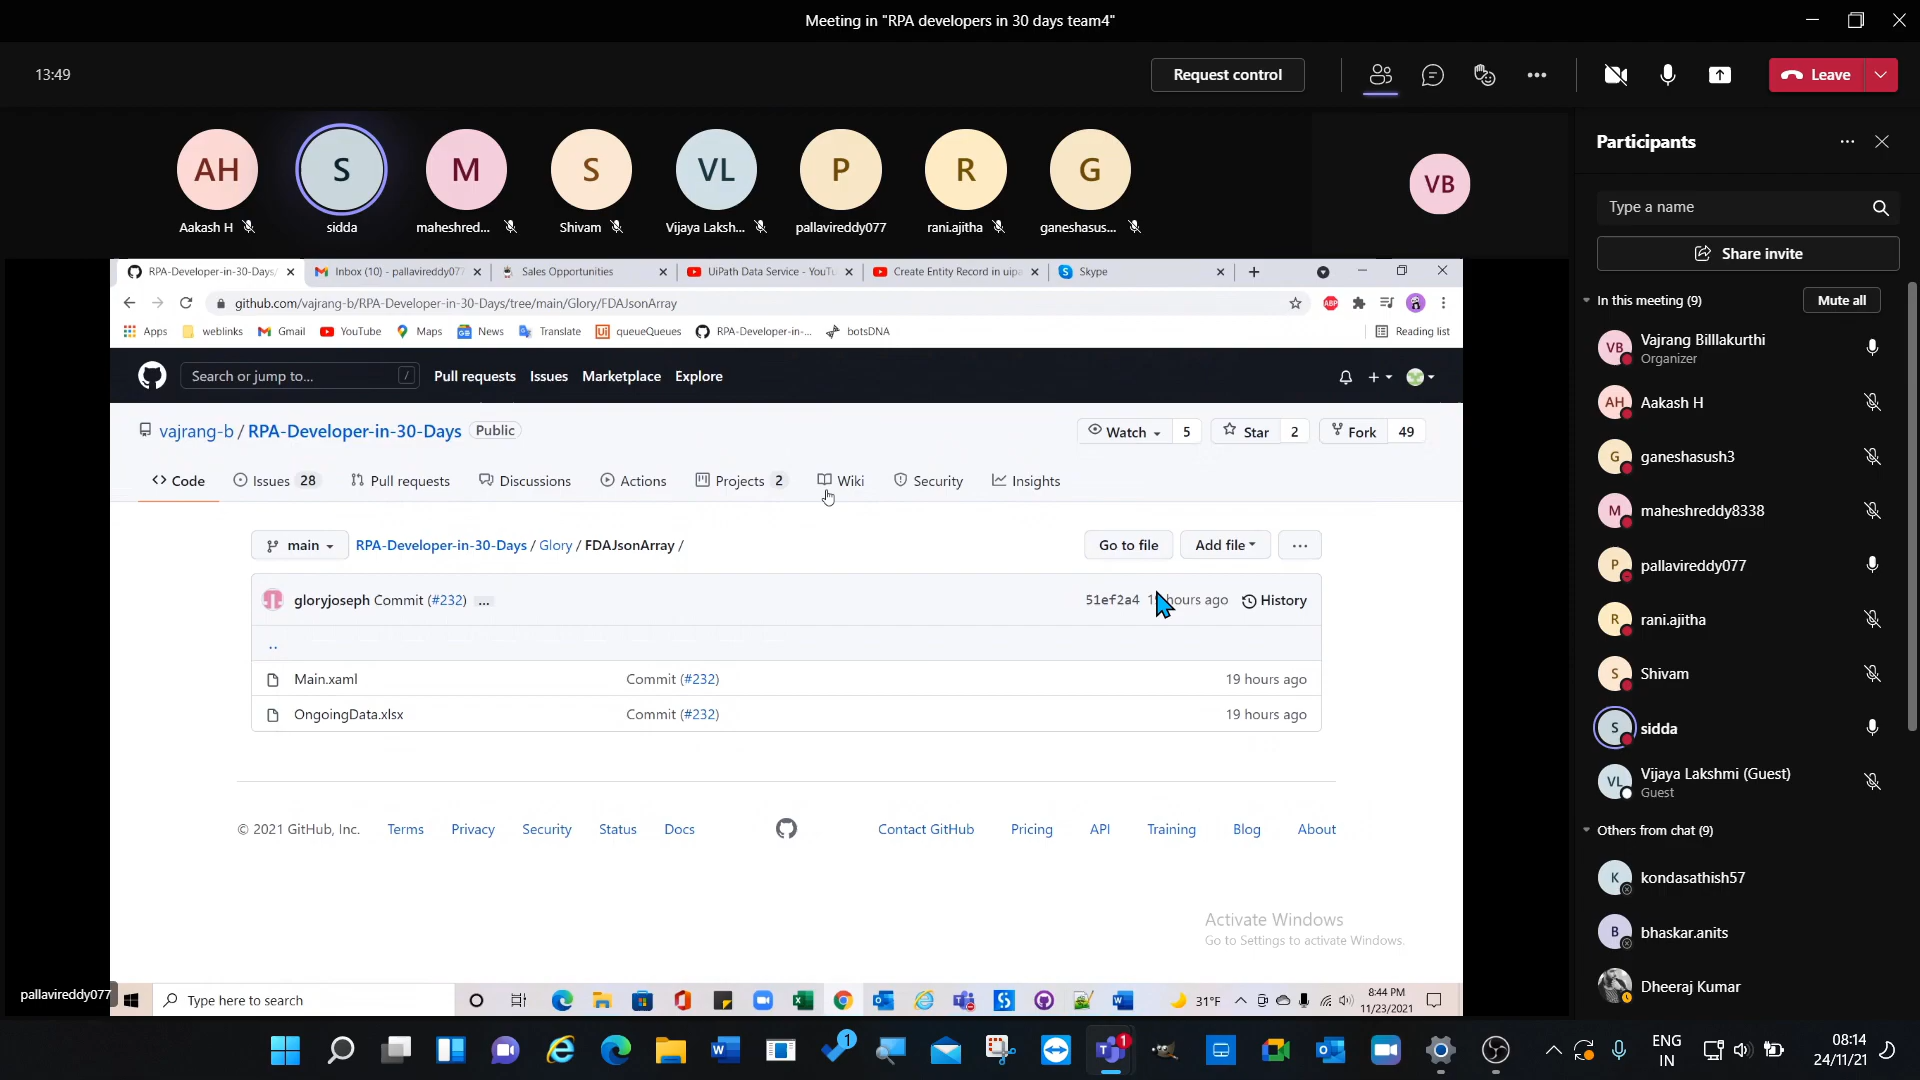 Meeting in "RPA developers in 30 days team4"
13:49
Request control
Leave
AH
S
M
S
VL
P
R
G
VB
Aakash H
sidda
maheshred...
Shivam
Vijaya Laksh...
pallavireddy077
rani.ajitha
ganeshasus...
Participants
Type a name
Share invite
In this meeting (9)
Mute all
VB
Vajrang Billlakurthi
Organizer
AH
Aakash H
G
ganeshasush3
M
maheshreddy8338
P
pallavireddy077
R
rani.ajitha
S
Shivam
S
sidda
VL
Vijaya Lakshmi (Guest)
Guest
Others from chat (9)
K
kondasathish57
B
bhaskar.anits
Dheeraj Kumar
RPA-Developer-in-30-Days/
Inbox (10) - pallavireddy077
Sales Opportunities
UiPath Data Service - YouTu
Create Entity Record in uipa
Skype
github.com/vajrang-b/RPA-Developer-in-30-Days/tree/main/Glory/FDAJsonArray
ABP
Apps
weblinks
Gmail
YouTube
Maps
News
Translate
queueQueues
RPA-Developer-in-...
botsDNA
Reading list
Search or jump to...
/
Pull requests
Issues
Marketplace
Explore
vajrang-b / RPA-Developer-in-30-Days
Public
Watch
5
Star
2
Fork
49
Code
Issues 28
Pull requests
Discussions
Actions
Projects 2
Wiki
Security
Insights
main
RPA-Developer-in-30-Days / Glory / FDAJsonArray /
Go to file
Add file
...
gloryjoseph Commit (#232) ...
51ef2a4
hours ago
History
..
Main.xaml
Commit (#232)
19 hours ago
OngoingData.xlsx
Commit (#232)
19 hours ago
© 2021 GitHub, Inc.
Terms
Privacy
Security
Status
Docs
Contact GitHub
Pricing
API
Training
Blog
About
Activate Windows
Go to Settings to activate Windows.
pallavireddy077
Type here to search
31°F
8:44 PM
11/23/2021
1
1
ENG
IN
08:14
24/11/21